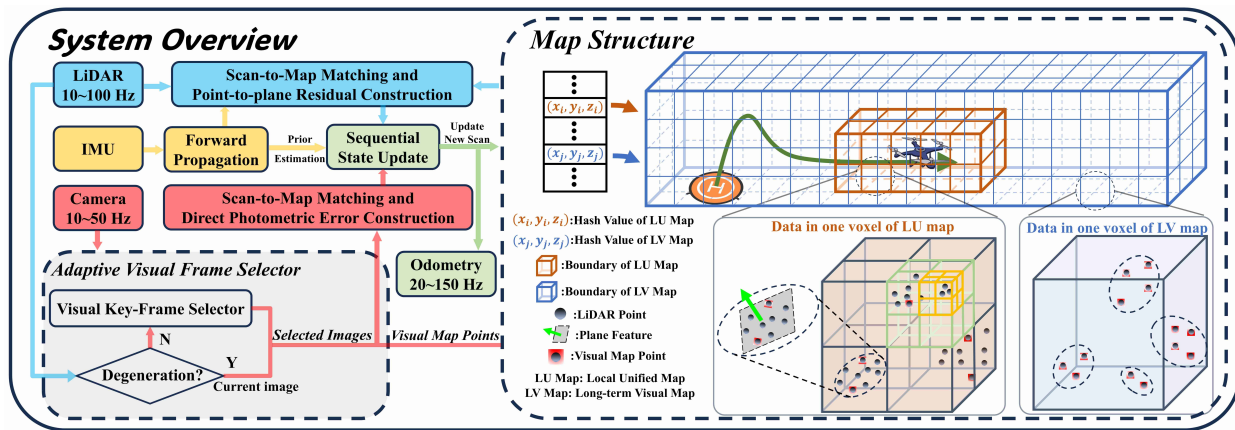 System Overview
LiDAR
10~100 Hz
Scan-to-Map Matching and
Point-to-plane Residual Construction
IMU
Forward
Propagation
Prior
Estimation
Sequential
State Update
Update
New Scan
Camera
10~50 Hz
Scan-to-Map Matching and
Direct Photometric Error Construction
Odometry
20~150 Hz
Adaptive Visual Frame Selector
Visual Key-Frame Selector
N
Degeneration?
Y
Current image
Selected Images
Visual Map Points
Map Structure
(xᵢ, yᵢ, zᵢ)
(xⱼ, yⱼ, zⱼ)
H
(xᵢ, yᵢ, zᵢ):Hash Value of LU Map
(xⱼ, yⱼ, zⱼ):Hash Value of LV Map
:Boundary of LU Map
:Boundary of LV Map
:LiDAR Point
:Plane Feature
:Visual Map Point
LU Map: Local Unified Map
LV Map: Long-term Visual Map
Data in one voxel of LU map
Data in one voxel of LV map